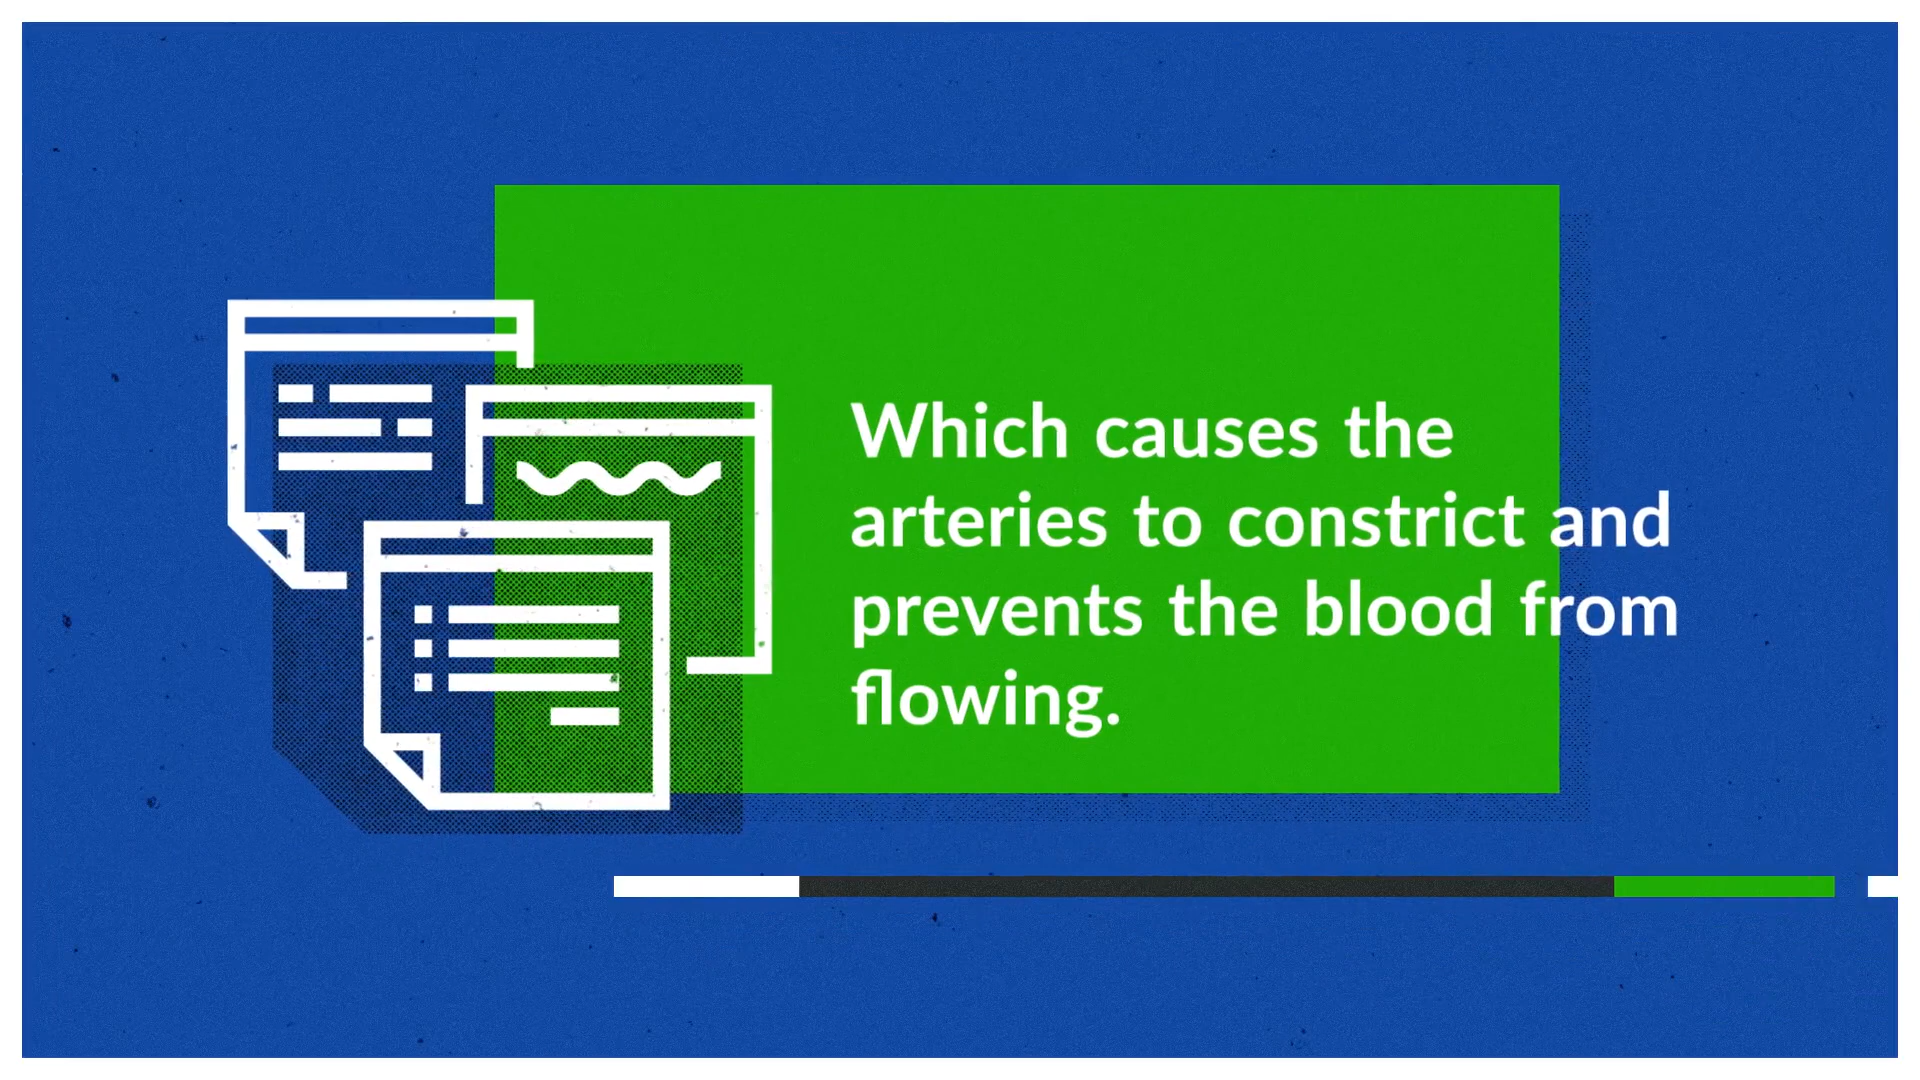 Which causes the
arteries to constrict and
prevents the blood from
flowing.